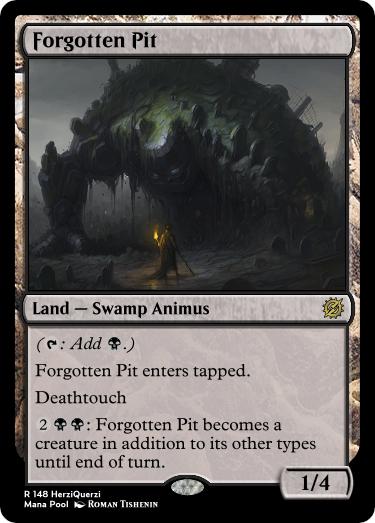 Forgotten Pit
Land — Swamp Animus
(: Add .)
Forgotten Pit enters tapped.
Deathtouch
2 : Forgotten Pit becomes a
creature in addition to its other types
until end of turn.
1/4
R 148 HerziQuerzi
Mana Pool Roman Tishenin